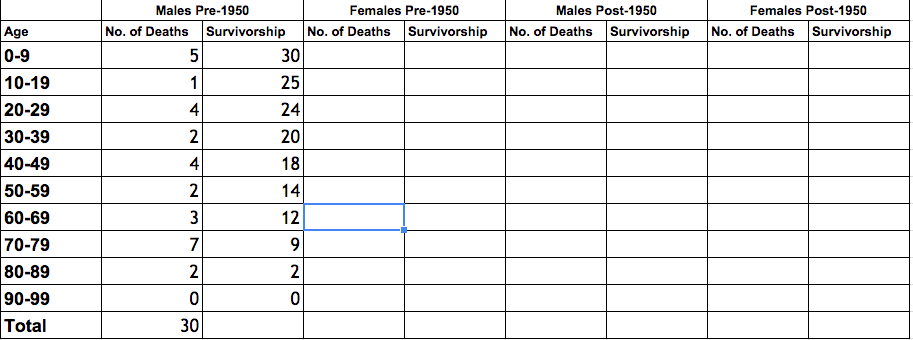 Males Pre-1950 Females Pre-1950 Males Post-1950 Females Post-1950
Age No. of Deaths Survivorship No. of Deaths Survivorship No. of Deaths Survivorship No. of Deaths Survivorship
0-9 5 30
10-19 1 25
20-29 4 24
30-39 2 20
40-49 4 18
50-59 2 14
60-69 3 12
70-79 7 9
80-89 2 2
90-99 0 0
Total 30